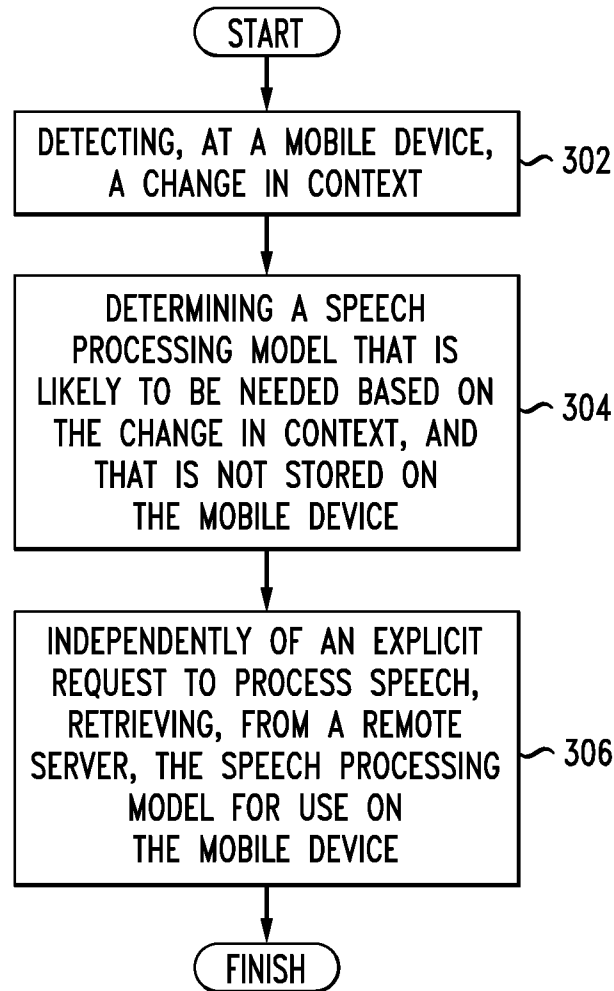 START
DETECTING, AT A MOBILE DEVICE,
A CHANGE IN CONTEXT
302
DETERMINING A SPEECH
PROCESSING MODEL THAT IS
LIKELY TO BE NEEDED BASED ON
THE CHANGE IN CONTEXT, AND
THAT IS NOT STORED ON
THE MOBILE DEVICE
304
INDEPENDENTLY OF AN EXPLICIT
REQUEST TO PROCESS SPEECH,
RETRIEVING, FROM A REMOTE
SERVER, THE SPEECH PROCESSING
MODEL FOR USE ON
THE MOBILE DEVICE
306
FINISH